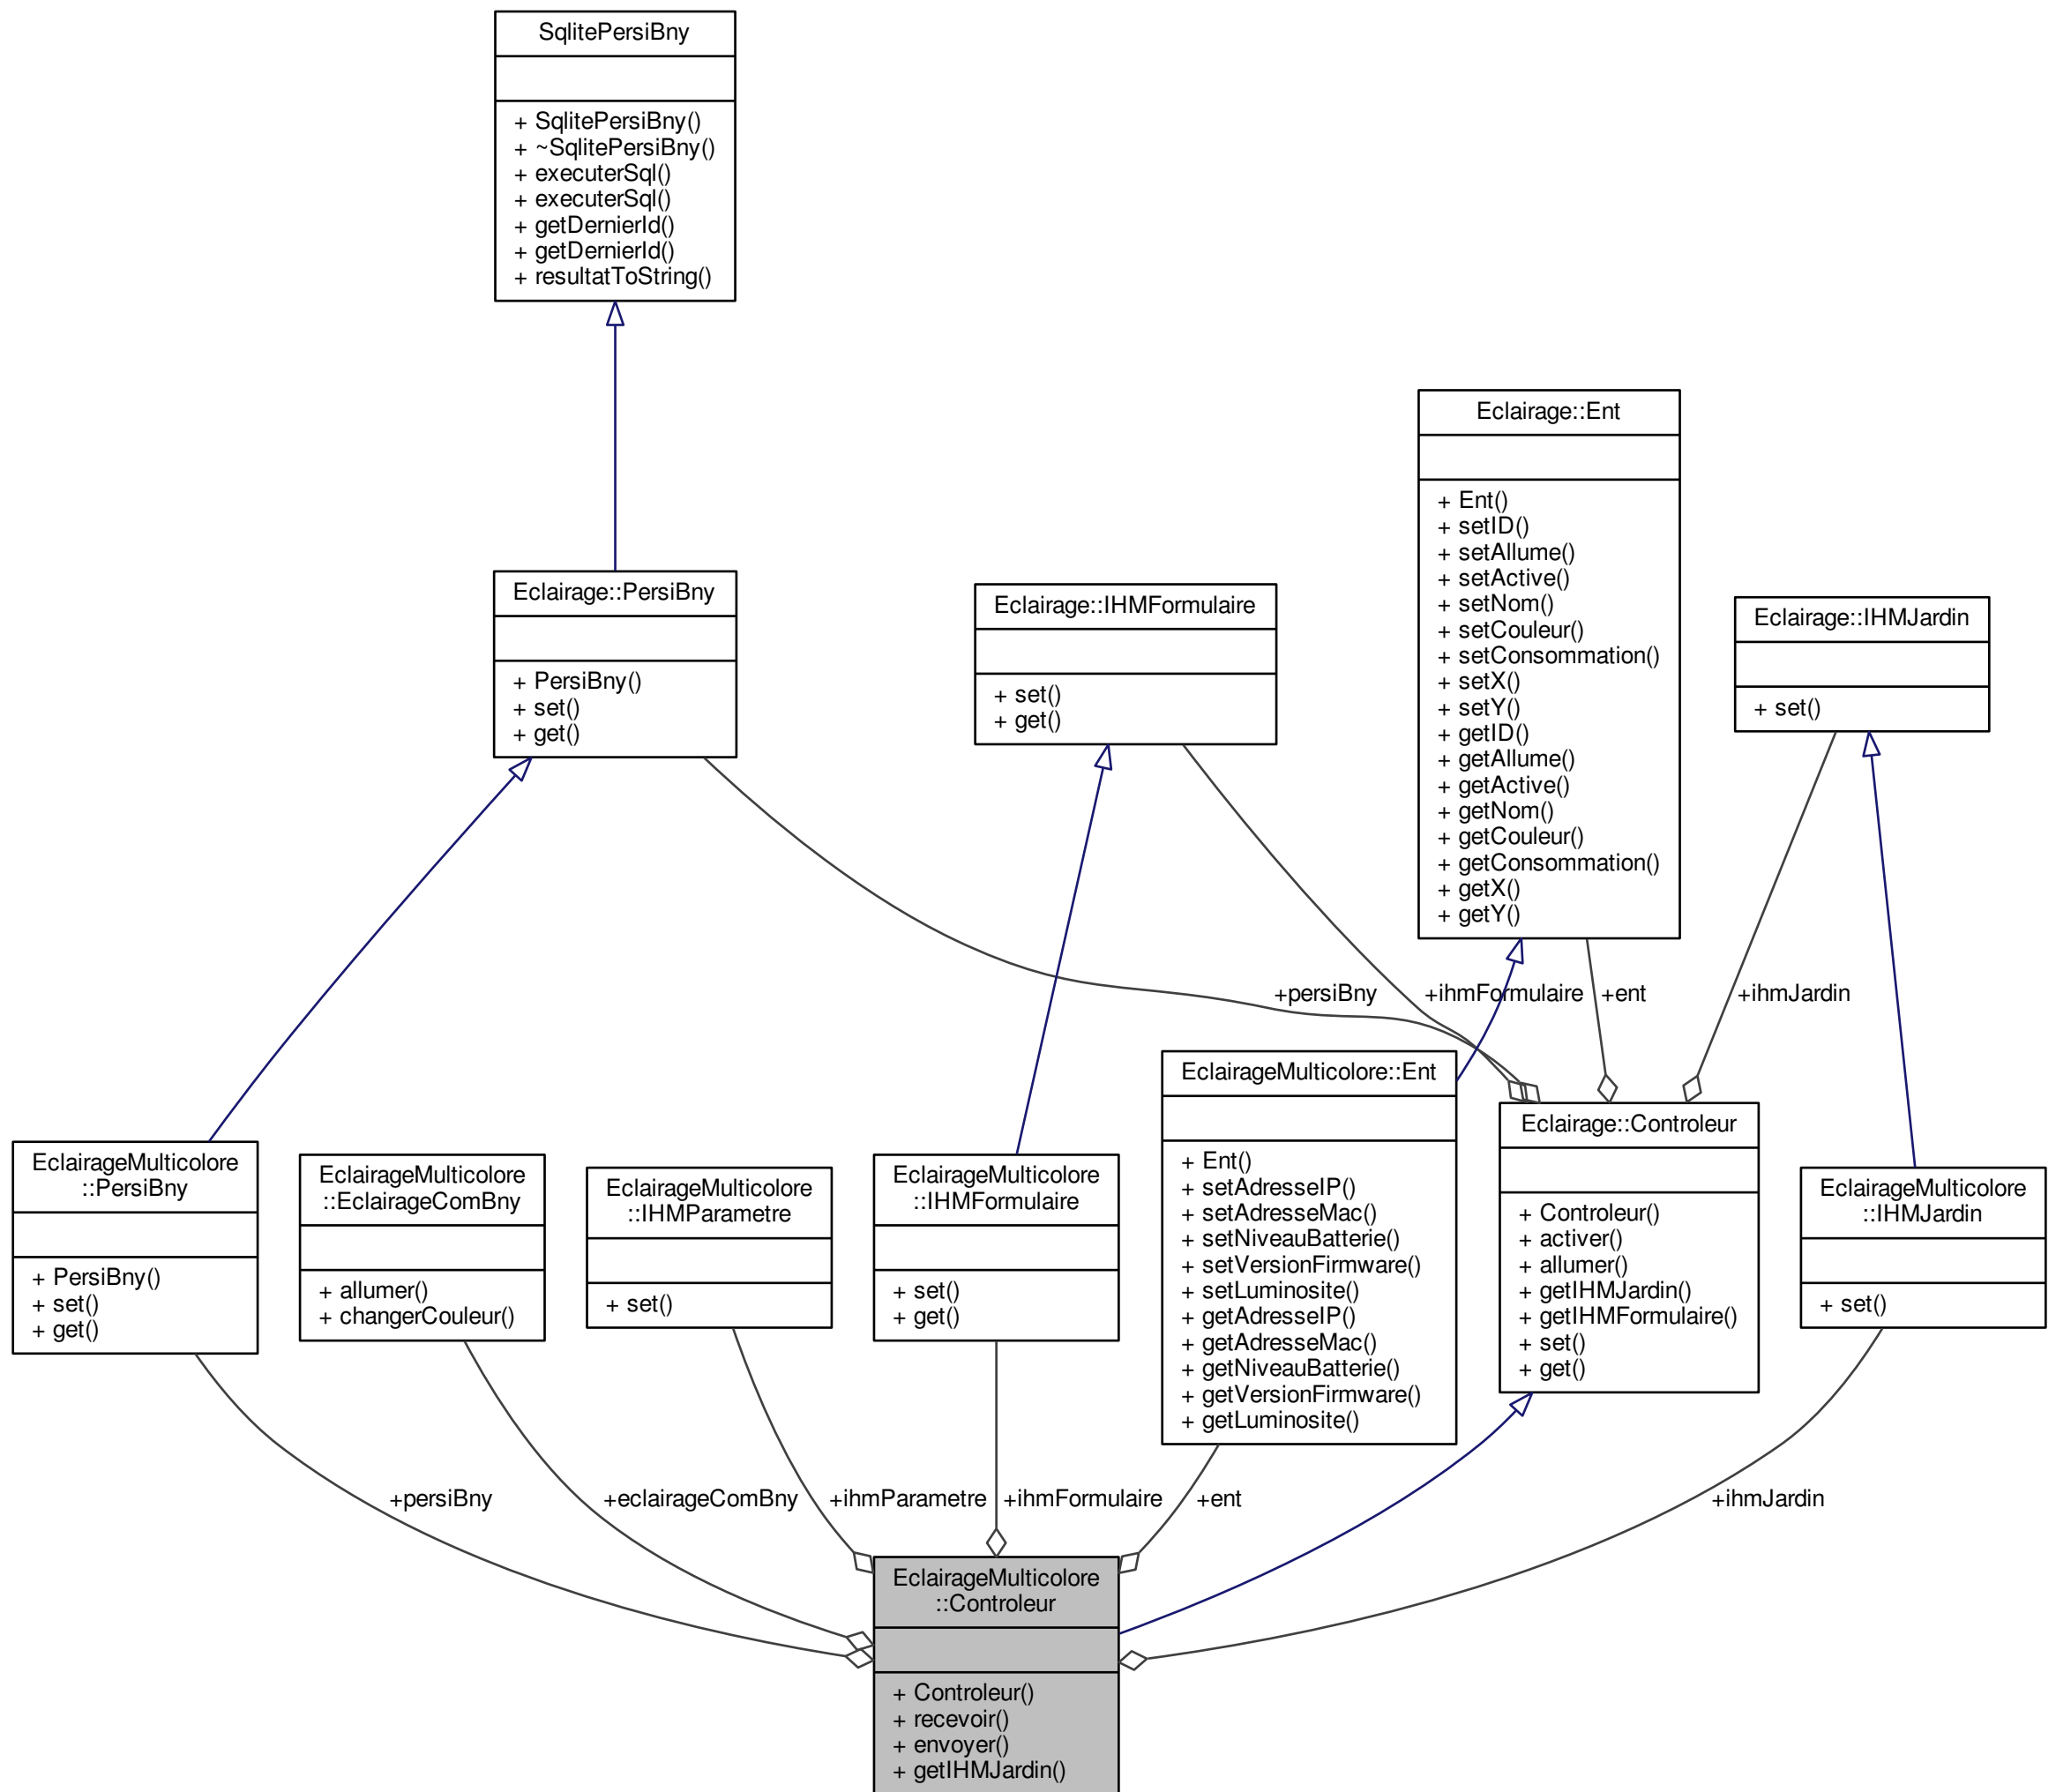 SqlitePersiBny
+ SqlitePersiBny()
+ ~SqlitePersiBny()
+ executerSql()
+ executerSql()
+ getDernierId()
+ getDernierId()
+ resultatToString()
Eclairage::PersiBny
+ PersiBny()
+ set()
+ get()
Eclairage::IHMFormulaire
+ set()
+ get()
Eclairage::Ent
+ Ent()
+ setID()
+ setAllume()
+ setActive()
+ setNom()
+ setCouleur()
+ setConsommation()
+ setX()
+ setY()
+ getID()
+ getAllume()
+ getActive()
+ getNom()
+ getCouleur()
+ getConsommation()
+ getX()
+ getY()
Eclairage::IHMJardin
+ set()
+persiBny
+ihmFormulaire
+ent
+ihmJardin
EclairageMulticolore
::PersiBny
+ PersiBny()
+ set()
+ get()
EclairageMulticolore
::EclairageComBny
+ allumer()
+ changerCouleur()
EclairageMulticolore
::IHMParametre
+ set()
EclairageMulticolore
::IHMFormulaire
+ set()
+ get()
EclairageMulticolore::Ent
+ Ent()
+ setAdresseIP()
+ setAdresseMac()
+ setNiveauBatterie()
+ setVersionFirmware()
+ setLuminosite()
+ getAdresseIP()
+ getAdresseMac()
+ getNiveauBatterie()
+ getVersionFirmware()
+ getLuminosite()
Eclairage::Controleur
+ Controleur()
+ activer()
+ allumer()
+ getIHMJardin()
+ getIHMFormulaire()
+ set()
+ get()
EclairageMulticolore
::IHMJardin
+ set()
+persiBny
+eclairageComBny
+ihmParametre
+ihmFormulaire
+ent
+ihmJardin
EclairageMulticolore
::Controleur
+ Controleur()
+ recevoir()
+ envoyer()
+ getIHMJardin()